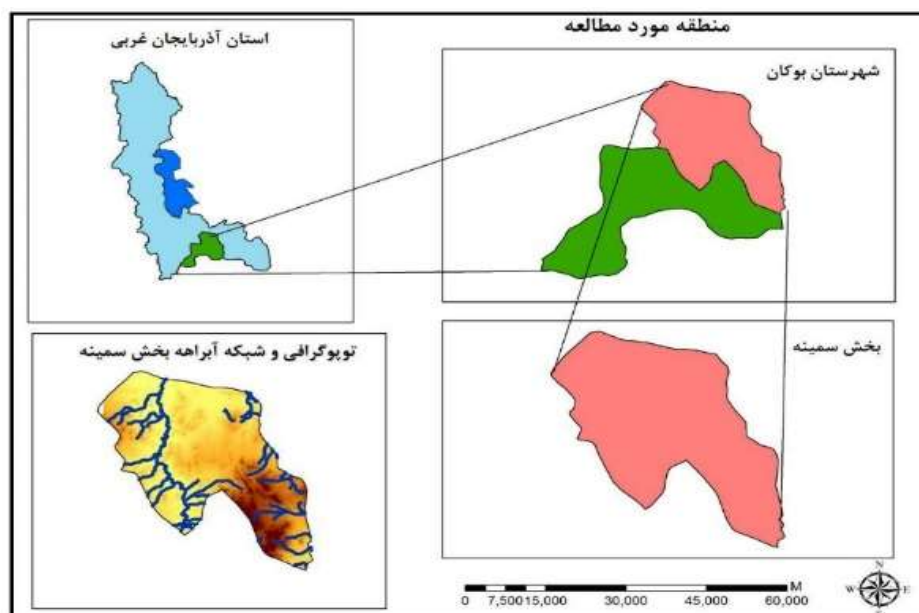 منطقه مورد مطالعه
استان آذربایجان غربی
شهرستان بوکان
توپوگرافی و شبکه آبراهه بخش سمینه
بخش سمینه
N
W E
S
M
0 7,500 15,000 30,000 45,000 60,000